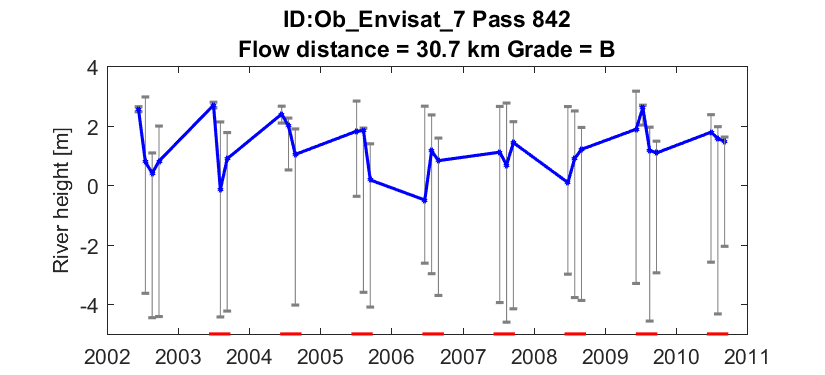 ID:Ob_Envisat_7 Pass 842
Flow distance = 30.7 km Grade = B
River height [m]
4
2
0
-2
-4
2002 2003 2004 2005 2006 2007 2008 2009 2010 2011